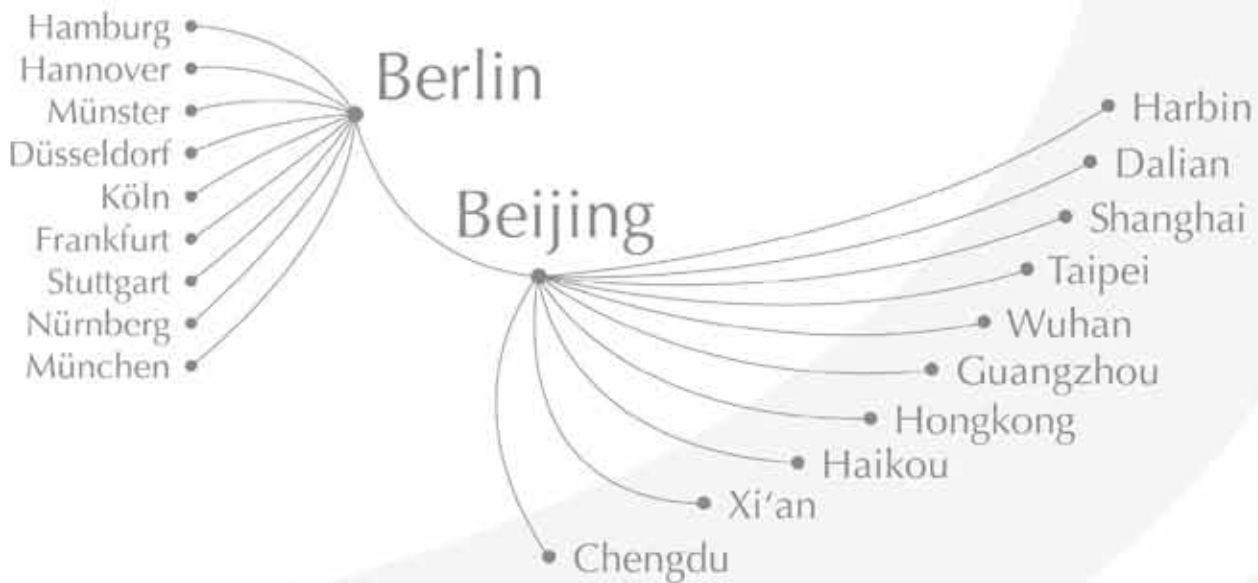 Hamburg
Hannover
Münster
Düsseldorf
Köln
Frankfurt
Stuttgart
Nürnberg
München
Berlin
Beijing
Harbin
Dalian
Shanghai
Taipei
Wuhan
Guangzhou
Hongkong
Haikou
Xi‘an
Chengdu